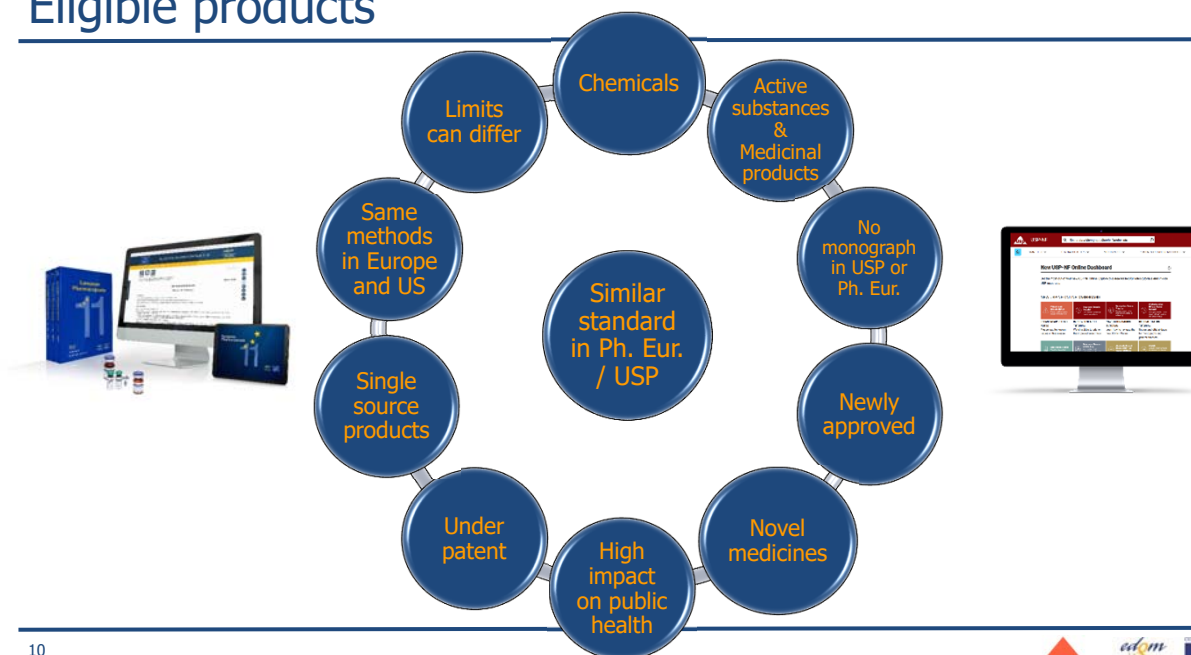 Eligible products
Chemicals
Active
substances
&
Medicinal
products
No
monograph
in USP or
Ph. Eur.
Newly
approved
Novel
medicines
High
impact
on public
health
Under
patent
Single
source
products
Same
methods
in Europe
and US
Limits
can differ
Similar
standard
in Ph. Eur.
/ USP
11
11
New USP-NF Online Dashboard
10
edqm